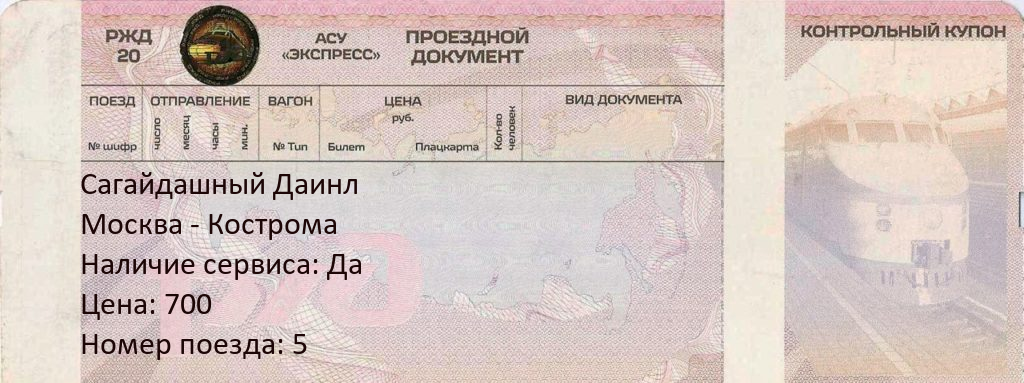 РЖД
20
АСУ
«ЭКСПРЕСС»
ПРОЕЗДНОЙ
ДОКУМЕНТ
КОНТРОЛЬНЫЙ КУПОН
ПОЕЗД ОТПРАВЛЕНИЕ ВАГОН ЦЕНА ВИД ДОКУМЕНТА
руб.
№ шифр число месяц часы мин. № Тип Билет Плацкарта Кол-во человек
Сагайдашный Даинл
Москва - Кострома
Наличие сервиса: Да
Цена: 700
Номер поезда: 5